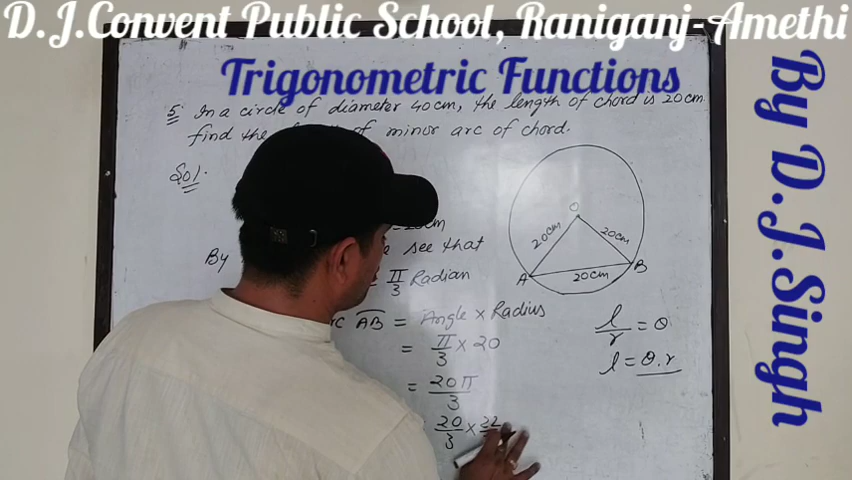 D.J.Convent Public School, Raniganj-Amethi
Trigonometric Functions
By D.J.Singh
5. In a circle of diameter 40cm, the length of chord is 20cm.
find the of minor arc of chord.
Sol.
O
20cm
20cm
A
20cm
B
By see that
π/3 Radian
AB = Angle × Radius
= π/3 × 20
= 20π/3
20/3 × 22
l/r = θ
l = θ.r